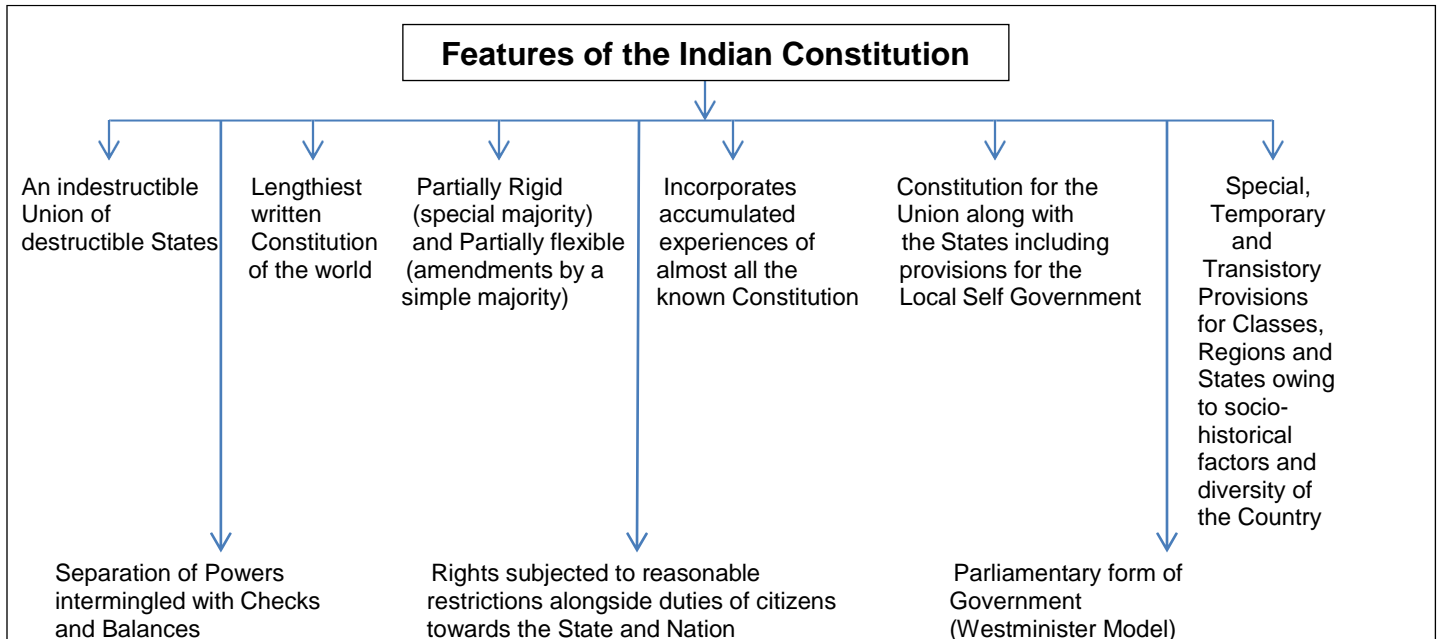 Features of the Indian Constitution
An indestructible
Union of
destructible States
Lengthiest
written
Constitution
of the world
Partially Rigid
(special majority)
and Partially flexible
(amendments by a
simple majority)
Incorporates
accumulated
experiences of
almost all the
known Constitution
Constitution for the
Union along with
the States including
provisions for the
Local Self Government
Special,
Temporary
and
Transistory
Provisions
for Classes,
Regions and
States owing
to socio-
historical
factors and
diversity of
the Country
Separation of Powers
intermingled with Checks
and Balances
Rights subjected to reasonable
restrictions alongside duties of citizens
towards the State and Nation
Parliamentary form of
Government
(Westminister Model)